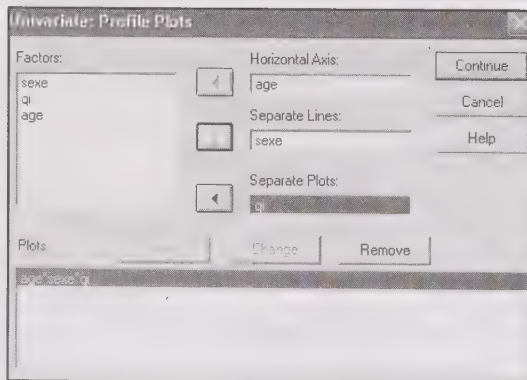 Univariate: Profile Plots
Factors:
sexe
qi
age
Horizontal Axis:
age
Separate Lines:
sexe
Separate Plots:
qi
Continue
Cancel
Help
Plots
Change
Remove
age*sexe*qi